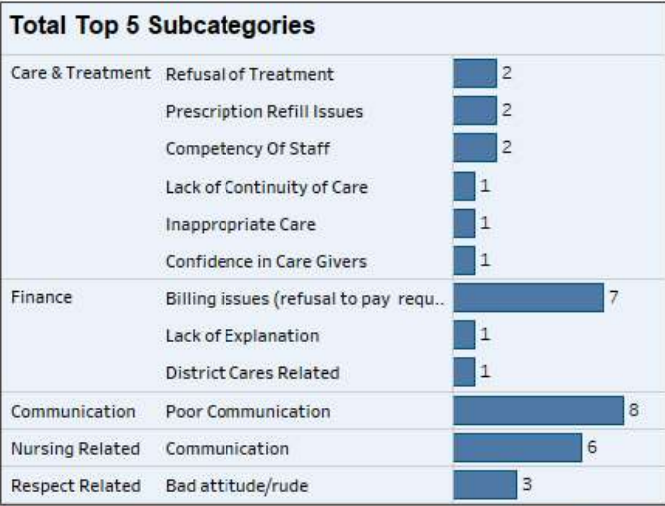 Total Top 5 Subcategories
Care & Treatment Refusal of Treatment 2
Prescription Refill Issues 2
Competency Of Staff 2
Lack of Continuity of Care 1
Inappropriate Care 1
Confidence in Care Givers 1
Finance Billing issues (refusal to pay requ.. 7
Lack of Explanation 1
District Cares Related 1
Communication Poor Communication 8
Nursing Related Communication 6
Respect Related Bad attitude/rude 3